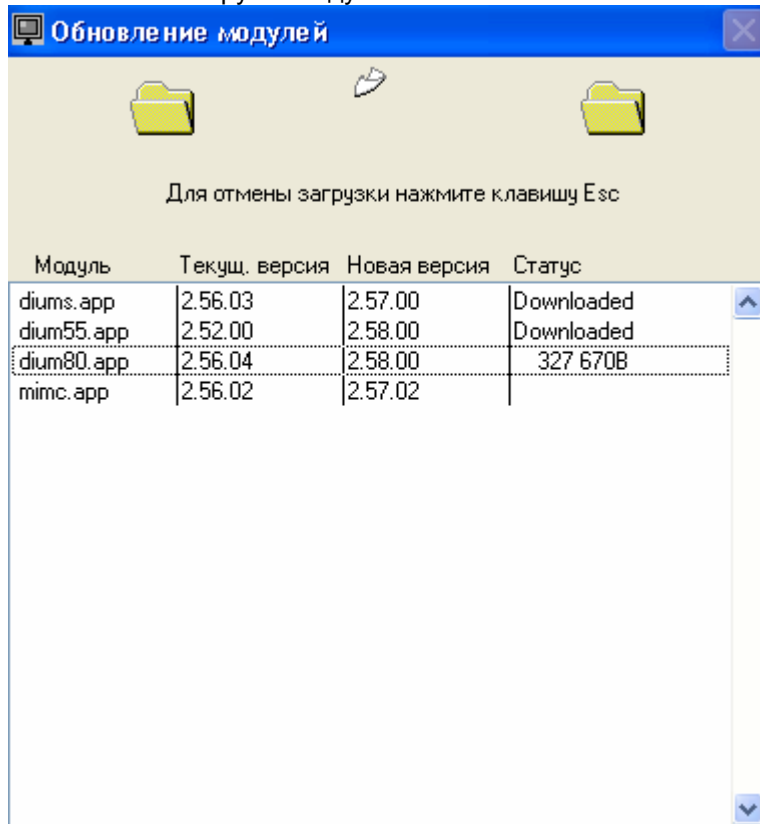 Обновление модулей
Для отмены загрузки нажмите клавишу Esc
Модуль Текущ. версия Новая версия Статус
diums.app 2.56.03 2.57.00 Downloaded
dium55.app 2.52.00 2.58.00 Downloaded
dium80.app 2.56.04 2.58.00 327 670B
mimc.app 2.56.02 2.57.02